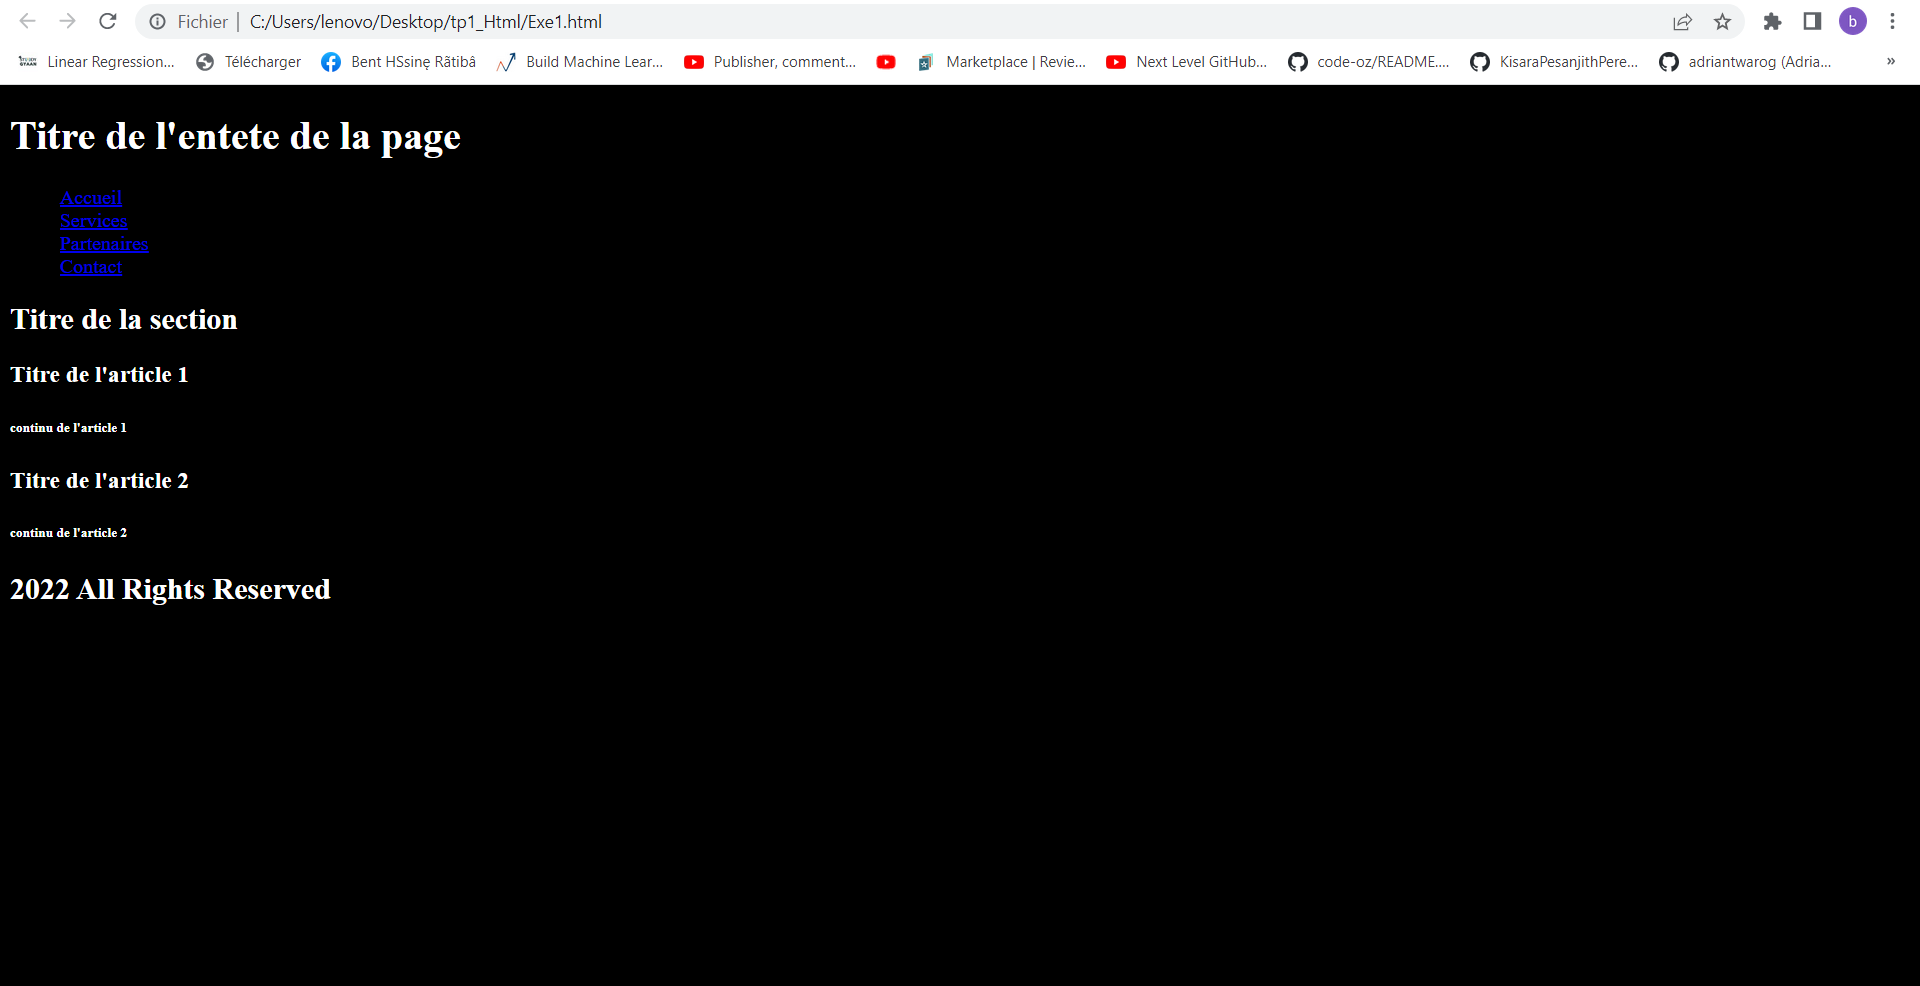 Fichier | C:/Users/lenovo/Desktop/tp1_Html/Exe1.html b
Linear Regression... Télécharger Bent HSsinę Rãtibâ Build Machine Lear... Publisher, comment... Marketplace | Revie... Next Level GitHub... code-oz/README.... KisaraPesanjithPere... adriantwarog (Adria... »
Titre de l'entete de la page
Accueil
Services
Partenaires
Contact
Titre de la section
Titre de l'article 1
continu de l'article 1
Titre de l'article 2
continu de l'article 2
2022 All Rights Reserved